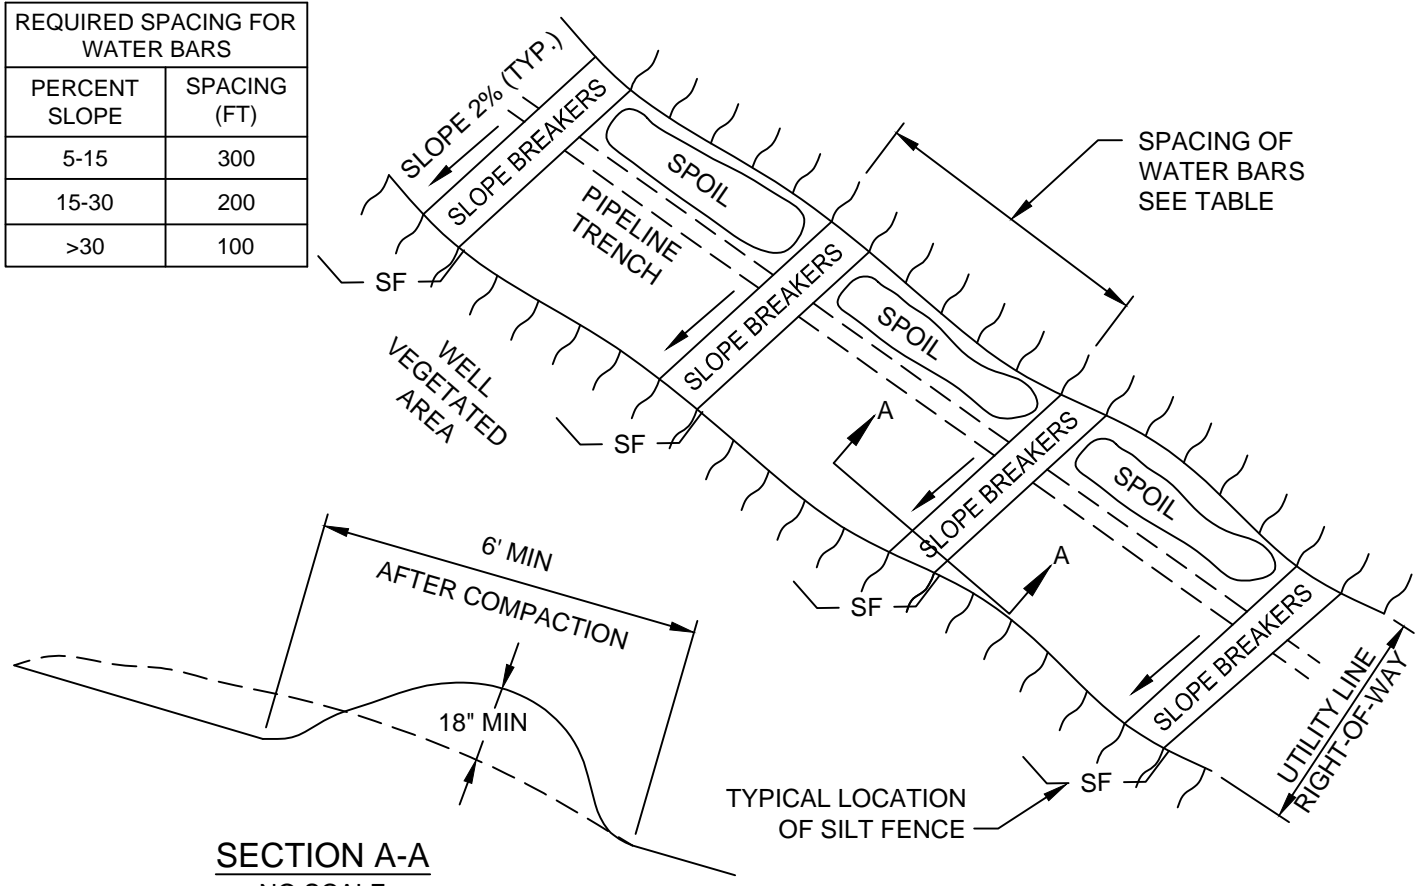 REQUIRED SPACING FOR
WATER BARS
PERCENT
SLOPE
SPACING
(FT)
5-15
300
15-30
200
>30
100
SLOPE 2% (TYP.)
SLOPE BREAKERS
SPOIL
PIPELINE
TRENCH
SPACING OF
WATER BARS
SEE TABLE
SF
SLOPE BREAKERS
SPOIL
WELL
VEGETATED
AREA
SF
A
SLOPE BREAKERS
SPOIL
A
SF
SLOPE BREAKERS
UTILITY LINE
RIGHT-OF-WAY
SF
TYPICAL LOCATION
OF SILT FENCE
6' MIN
AFTER COMPACTION
18" MIN
SECTION A-A
NO SCALE